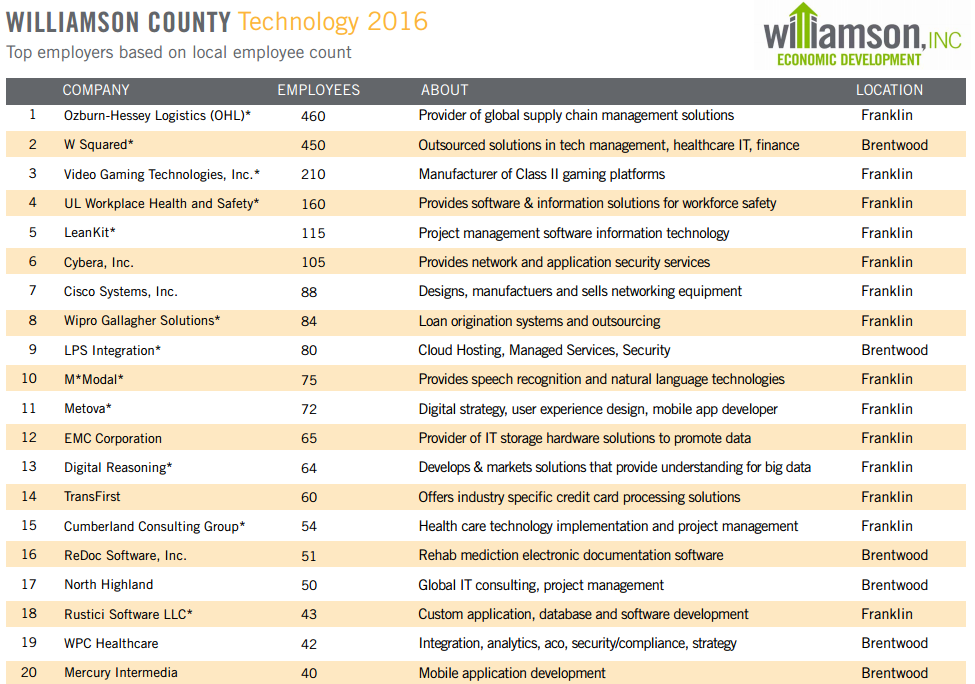 WILLIAMSON COUNTY Technology 2016
Top employers based on local employee count
williamson, INC
ECONOMIC DEVELOPMENT
COMPANY EMPLOYEES ABOUT LOCATION
1 Ozburn-Hessey Logistics (OHL)* 460 Provider of global supply chain management solutions Franklin
2 W Squared* 450 Outsourced solutions in tech management, healthcare IT, finance Brentwood
3 Video Gaming Technologies, Inc.* 210 Manufacturer of Class II gaming platforms Franklin
4 UL Workplace Health and Safety* 160 Provides software & information solutions for workforce safety Franklin
5 LeanKit* 115 Project management software information technology Franklin
6 Cybera, Inc. 105 Provides network and application security services Franklin
7 Cisco Systems, Inc. 88 Designs, manufactuers and sells networking equipment Franklin
8 Wipro Gallagher Solutions* 84 Loan origination systems and outsourcing Franklin
9 LPS Integration* 80 Cloud Hosting, Managed Services, Security Brentwood
10 M*Modal* 75 Provides speech recognition and natural language technologies Franklin
11 Metova* 72 Digital strategy, user experience design, mobile app developer Franklin
12 EMC Corporation 65 Provider of IT storage hardware solutions to promote data Franklin
13 Digital Reasoning* 64 Develops & markets solutions that provide understanding for big data Franklin
14 TransFirst 60 Offers industry specific credit card processing solutions Franklin
15 Cumberland Consulting Group* 54 Health care technology implementation and project management Franklin
16 ReDoc Software, Inc. 51 Rehab mediction electronic documentation software Brentwood
17 North Highland 50 Global IT consulting, project management Brentwood
18 Rustici Software LLC* 43 Custom application, database and software development Franklin
19 WPC Healthcare 42 Integration, analytics, aco, security/compliance, strategy Brentwood
20 Mercury Intermedia 40 Mobile application development Brentwood